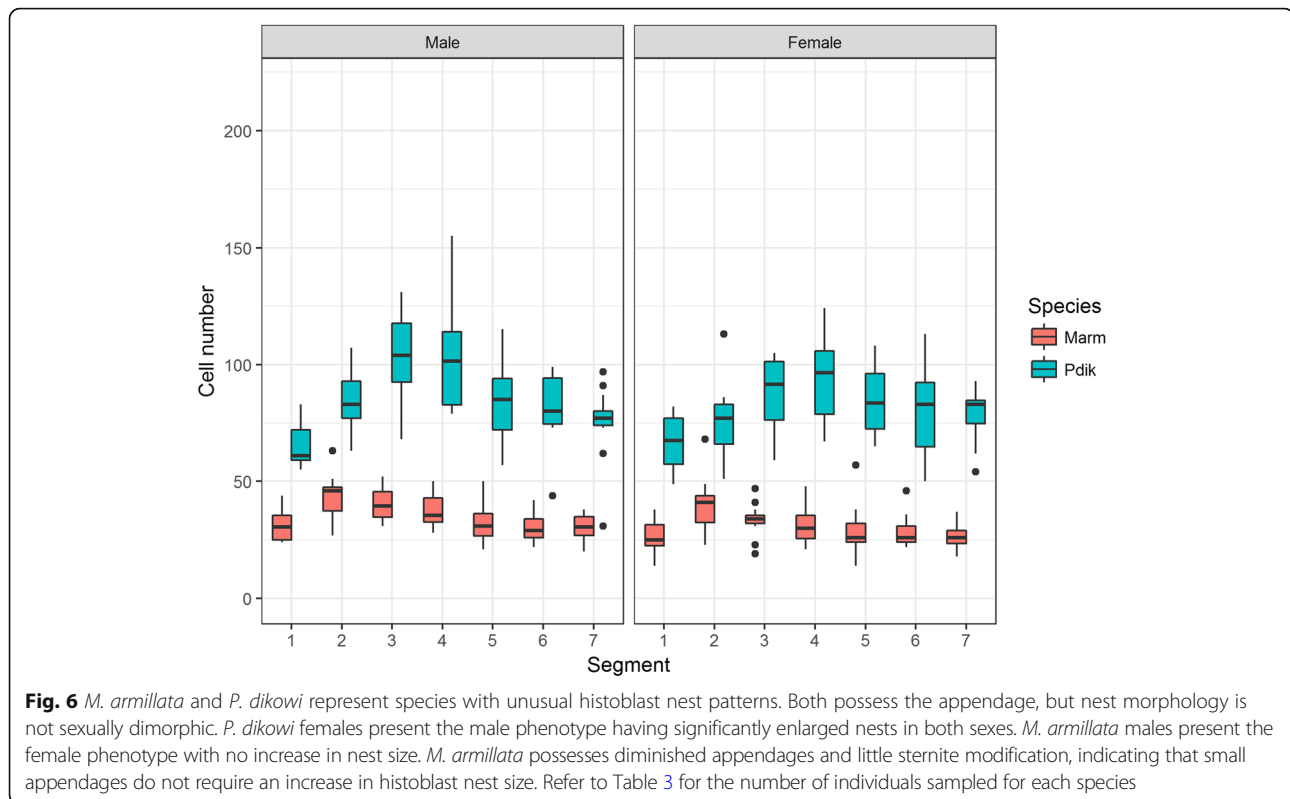 Male Female
200
150
100
50
0
Cell number
1 2 3 4 5 6 7 1 2 3 4 5 6 7
Segment
Species
Marm
Pdik
Fig. 6 M. armillata and P. dikowi represent species with unusual histoblast nest patterns. Both possess the appendage, but nest morphology is
not sexually dimorphic. P. dikowi females present the male phenotype having significantly enlarged nests in both sexes. M. armillata males present the
female phenotype with no increase in nest size. M. armillata possesses diminished appendages and little sternite modification, indicating that small
appendages do not require an increase in histoblast nest size. Refer to Table 3 for the number of individuals sampled for each species